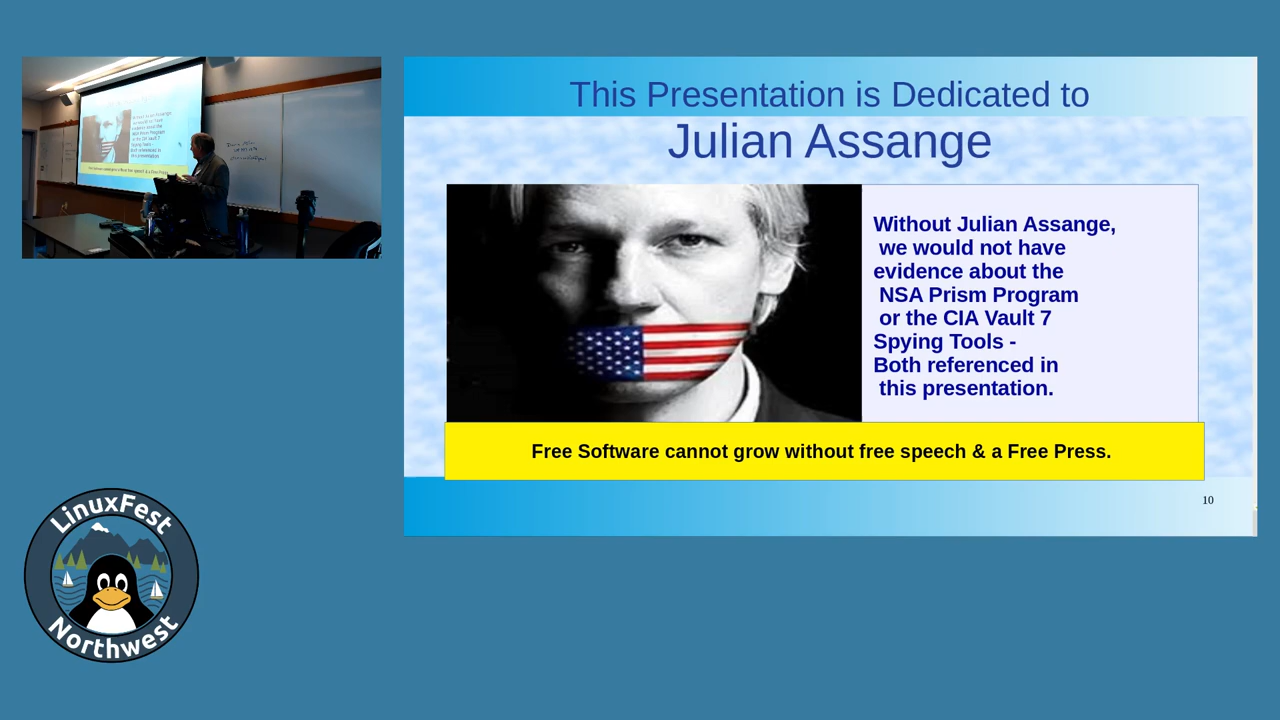 This Presentation is Dedicated to
Julian Assange
Without Julian Assange,
we would not have
evidence about the
NSA Prism Program
or the CIA Vault 7
Spying Tools -
Both referenced in
this presentation.
Free Software cannot grow without free speech & a Free Press.
10
LinuxFest
Northwest